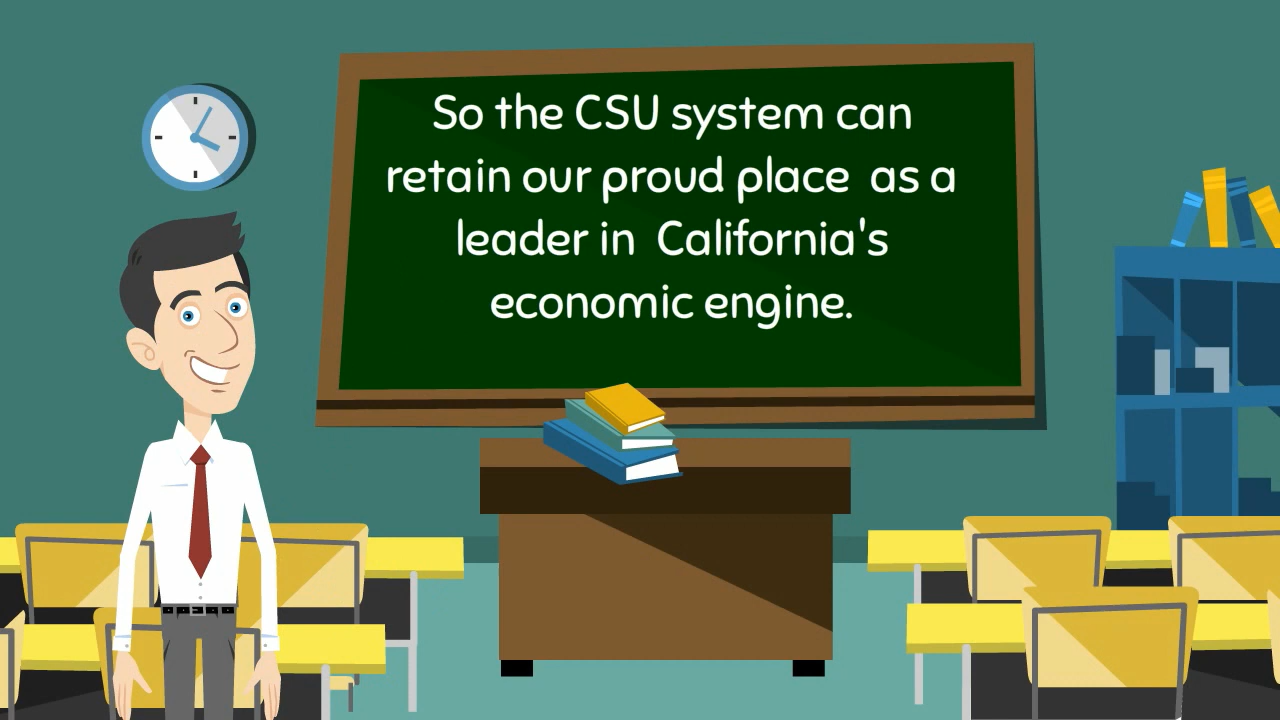 So the CSU system can
retain our proud place as a
leader in California's
economic engine.